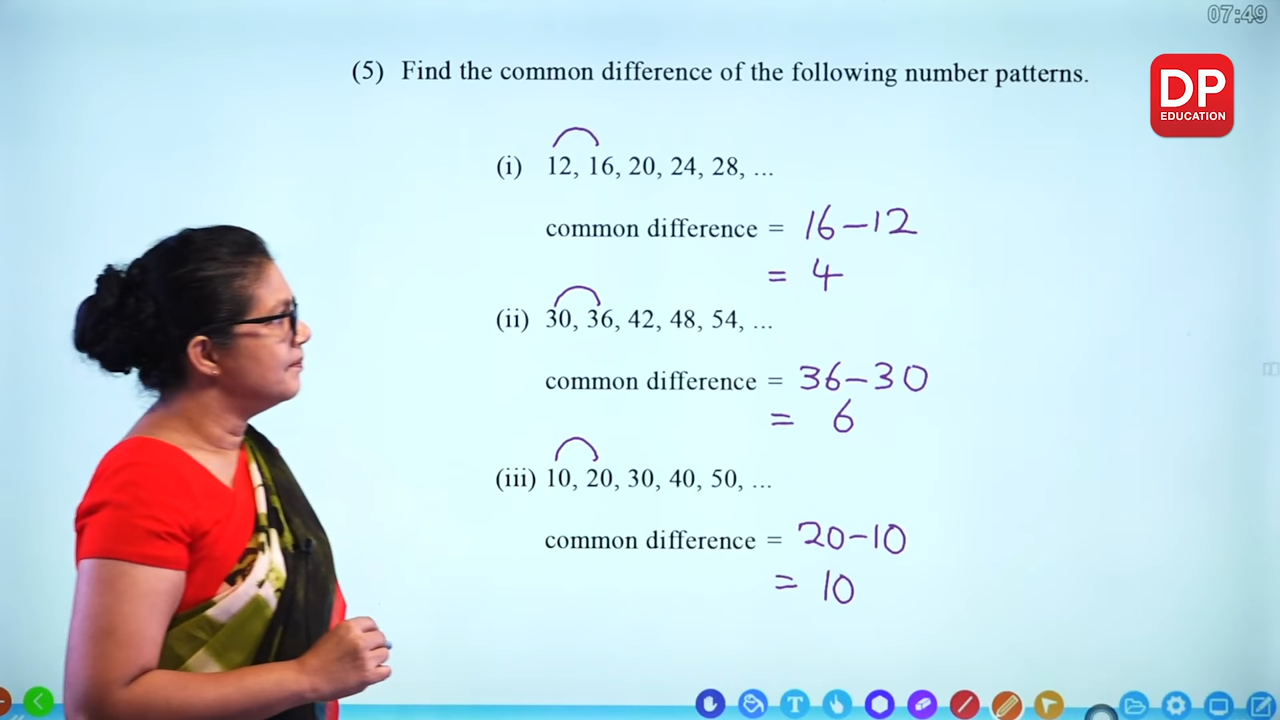 07:49
(5) Find the common difference of the following number patterns.
DP
EDUCATION
(i) 12, 16, 20, 24, 28, ...
common difference = 16-12
= 4
(ii) 30, 36, 42, 48, 54, ...
common difference = 36-30
= 6
(iii) 10, 20, 30, 40, 50, ...
common difference = 20-10
= 10
T